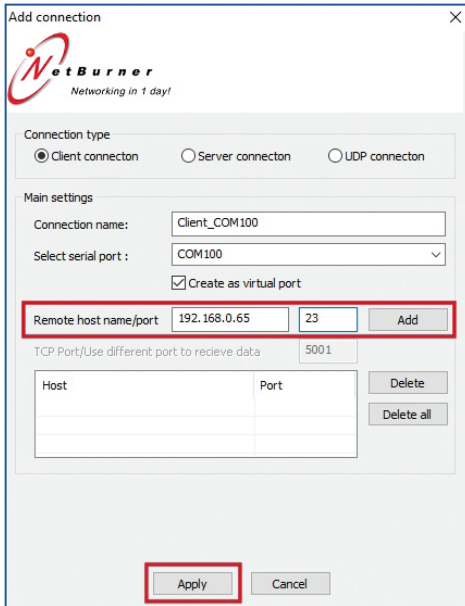 Add connection
NetBurner
Networking in 1 day!
Connection type
Client connecton Server connecton UDP connecton
Main settings
Connection name: Client_COM100
Select serial port : COM100
Create as virtual port
Remote host name/port 192.168.0.65 23 Add
TCP Port/Use different port to recieve data 5001
Host Port Delete
Delete all
Apply Cancel